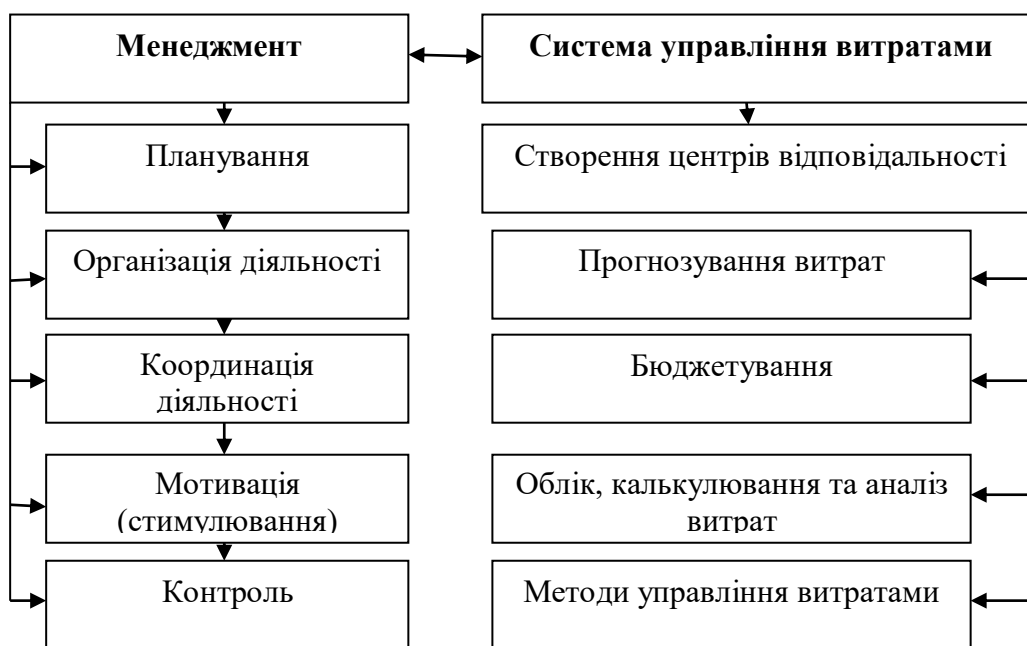 Менеджмент
Система управління витратами
Планування
Створення центрів відповідальності
Організація діяльності
Прогнозування витрат
Координація
діяльності
Бюджетування
Мотивація
(стимулювання)
Облік, калькулювання та аналіз
витрат
Контроль
Методи управління витратами